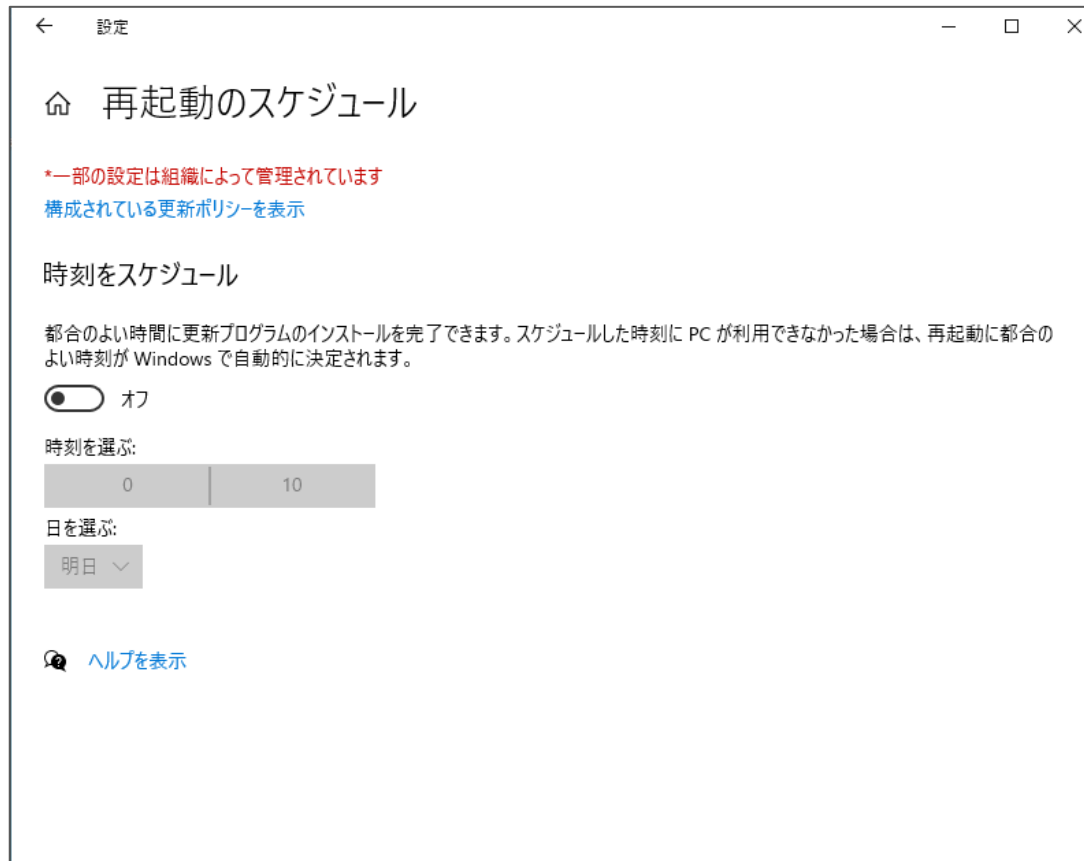 設定
再起動のスケジュール
*一部の設定は組織によって管理されています
構成されている更新ポリシーを表示
時刻をスケジュール
都合のよい時間に更新プログラムのインストールを完了できます。スケジュールした時刻に PC が利用できなかった場合は、再起動に都合の
よい時刻が Windows で自動的に決定されます。
オフ
時刻を選ぶ:
0 10
日を選ぶ:
明日
ヘルプを表示